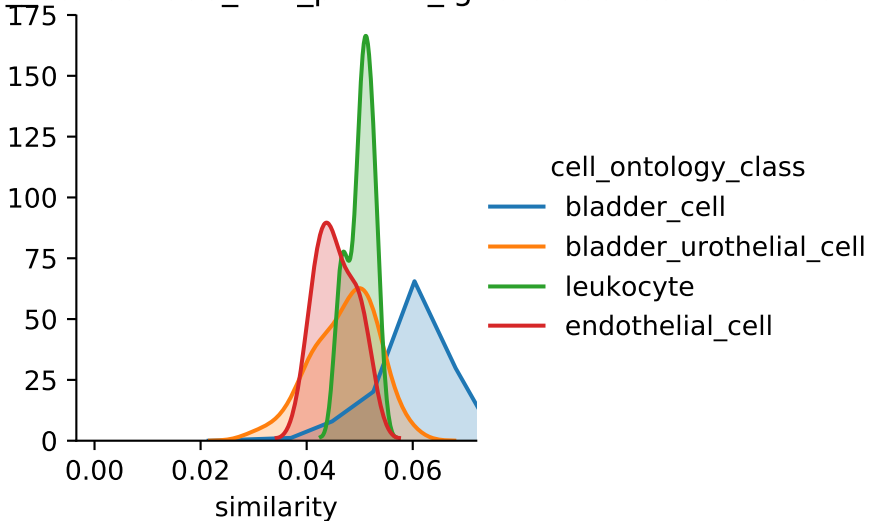 175
150
125
100
75
50
25
0
0.00 0.02 0.04 0.06
similarity
cell_ontology_class
bladder_cell
bladder_urothelial_cell
leukocyte
endothelial_cell